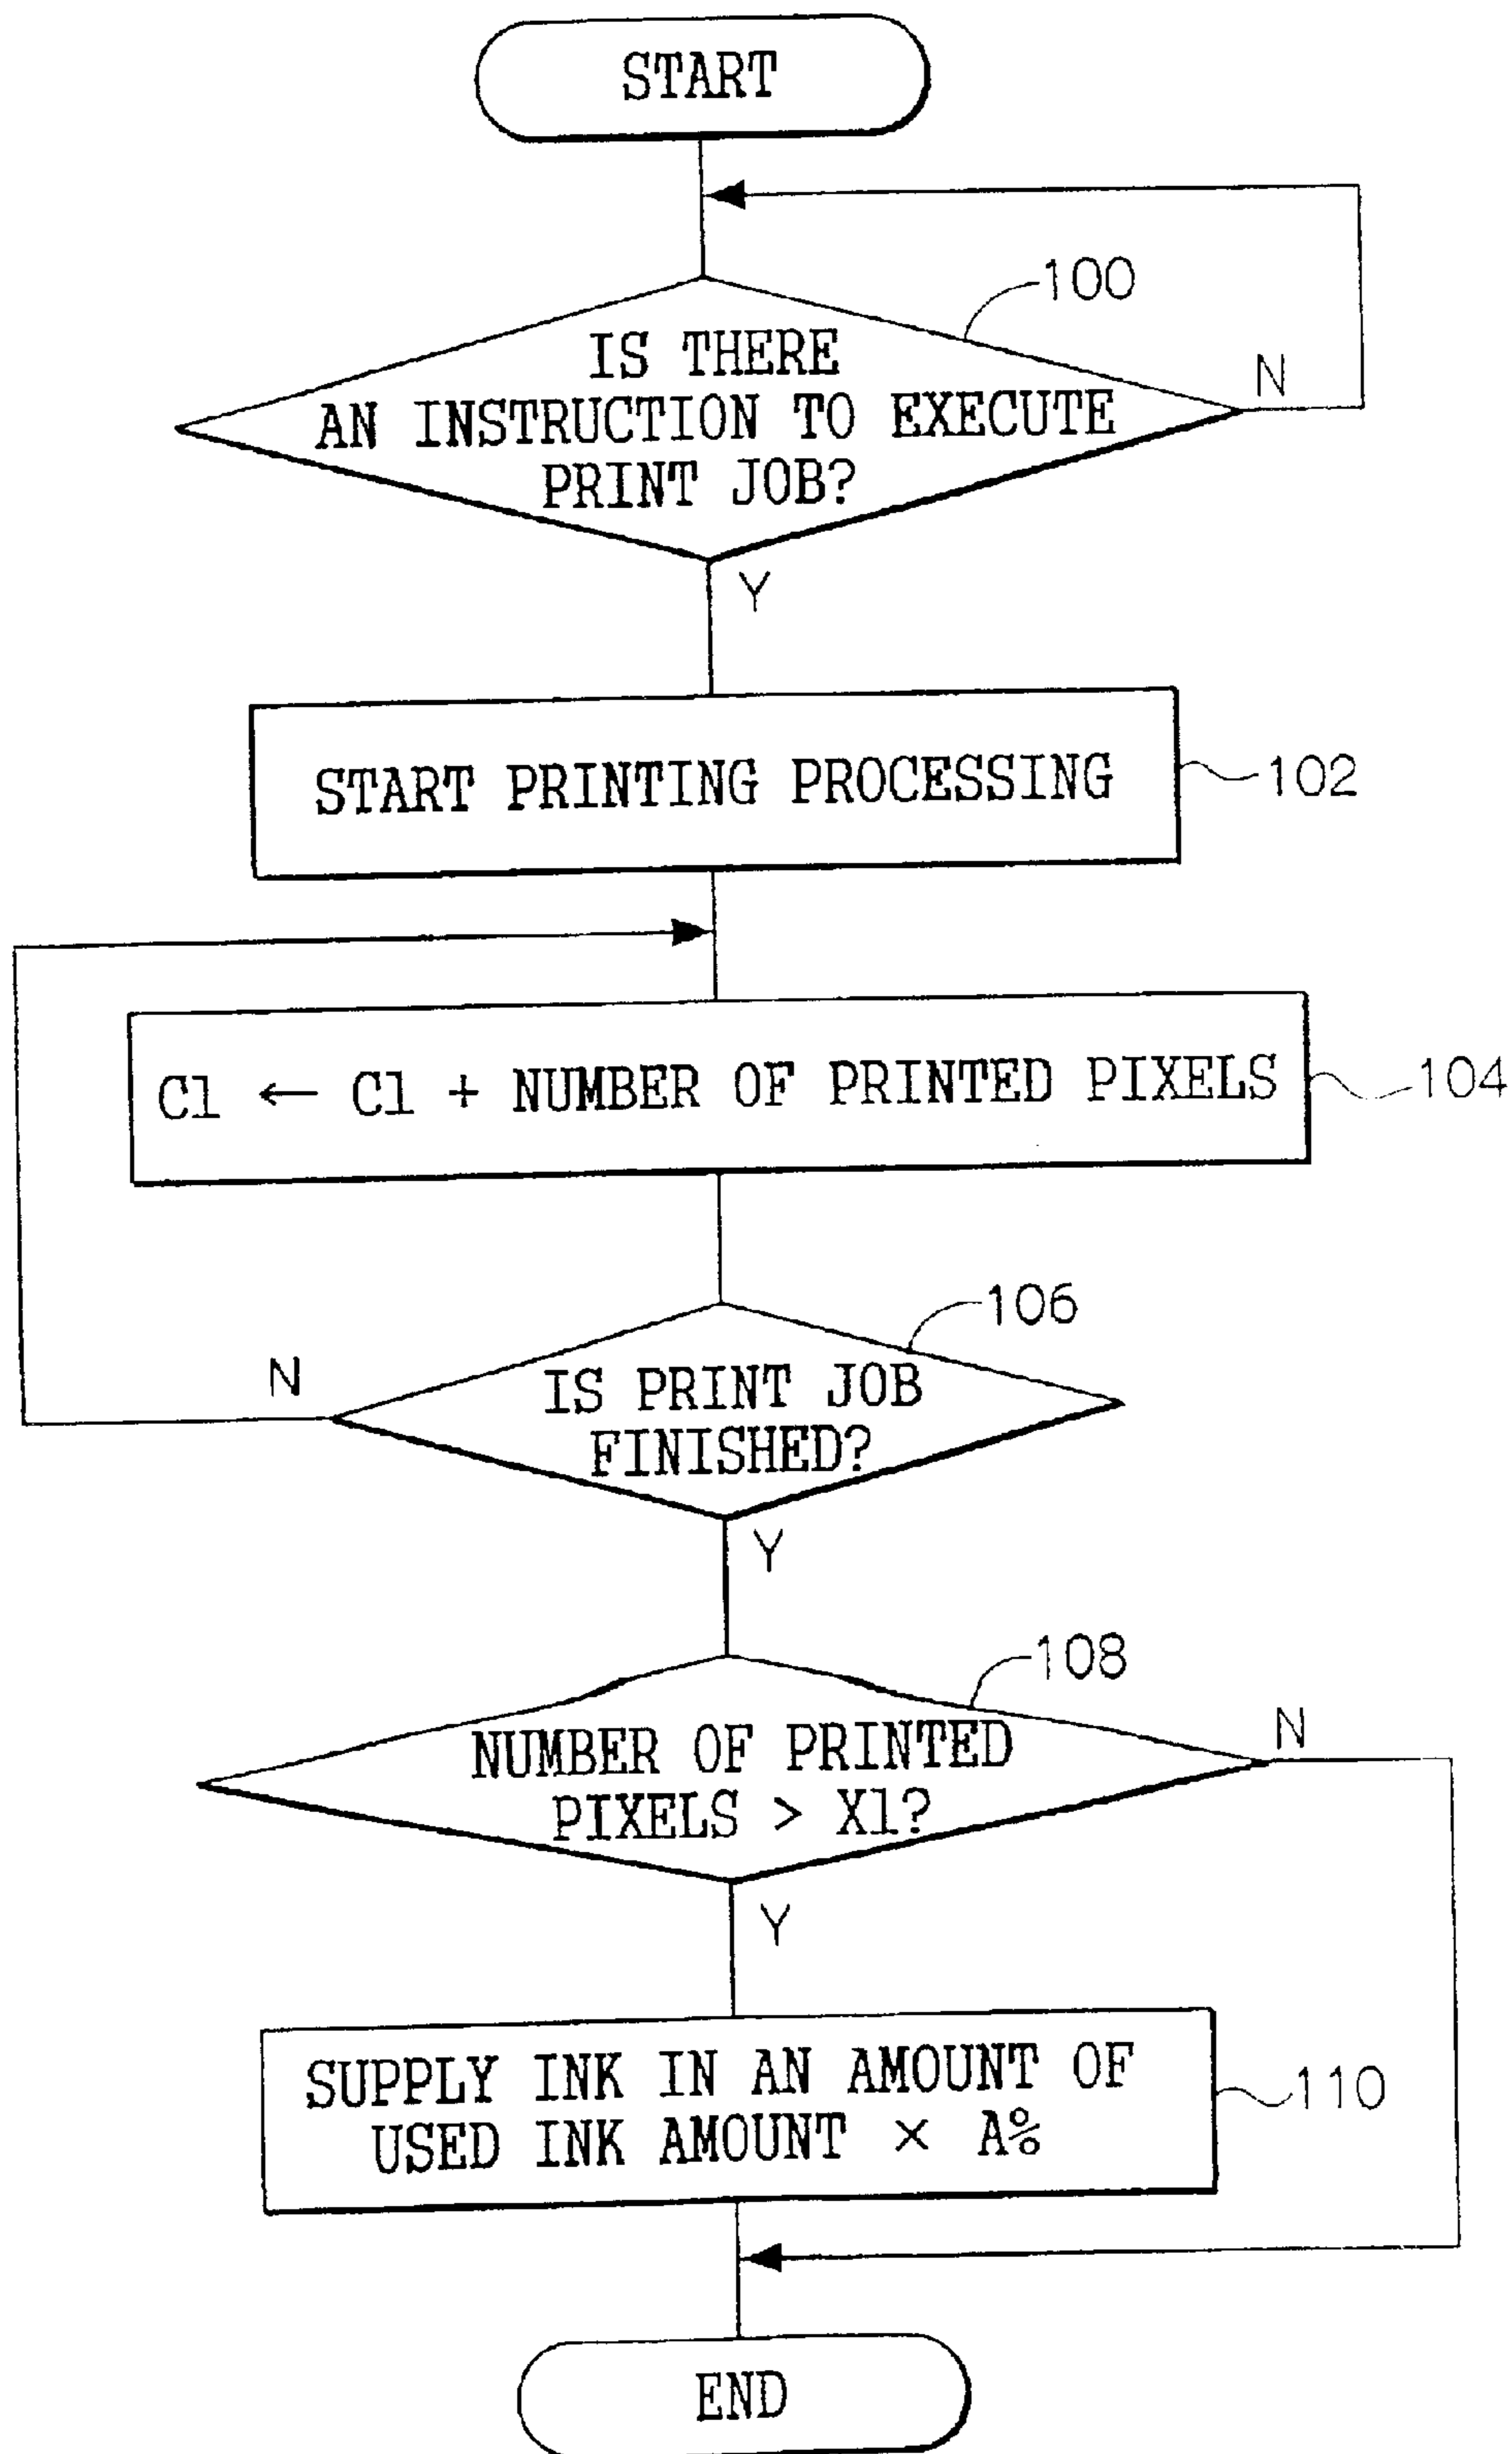 START
100
IS THERE
AN INSTRUCTION TO EXECUTE
PRINT JOB?
N
Y
START PRINTING PROCESSING
102
C1 ← C1 + NUMBER OF PRINTED PIXELS
104
106
IS PRINT JOB
FINISHED?
N
Y
108
NUMBER OF PRINTED
PIXELS > X1?
N
Y
SUPPLY INK IN AN AMOUNT OF
USED INK AMOUNT × A%
110
END